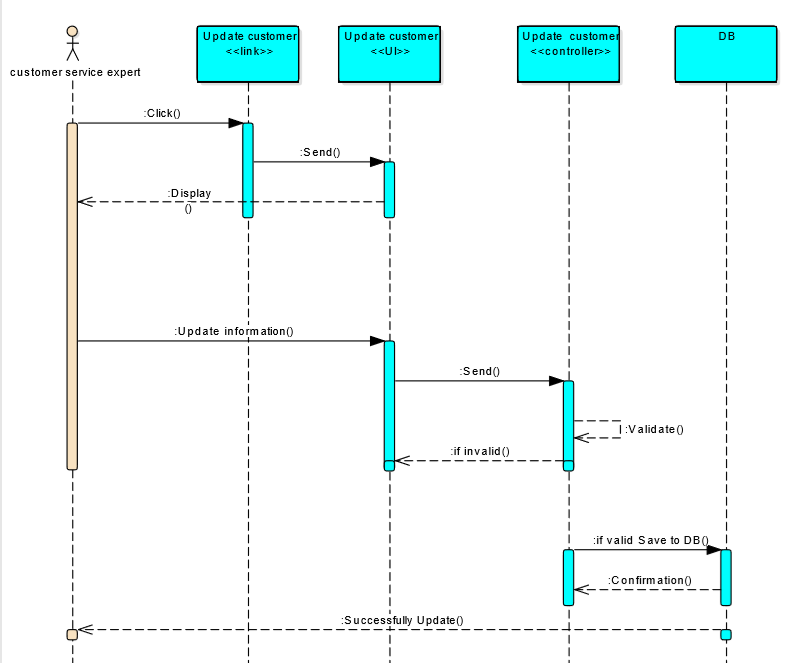 customer service expert
Update customer
<<link>>
Update customer
<<UI>>
Update  customer
<<controller>>
DB
:Click()
:Send()
:Display
()
:Update information()
:Send()
:Validate()
:if invalid()
:if valid Save to DB()
:Confirmation()
:Successfully Update()